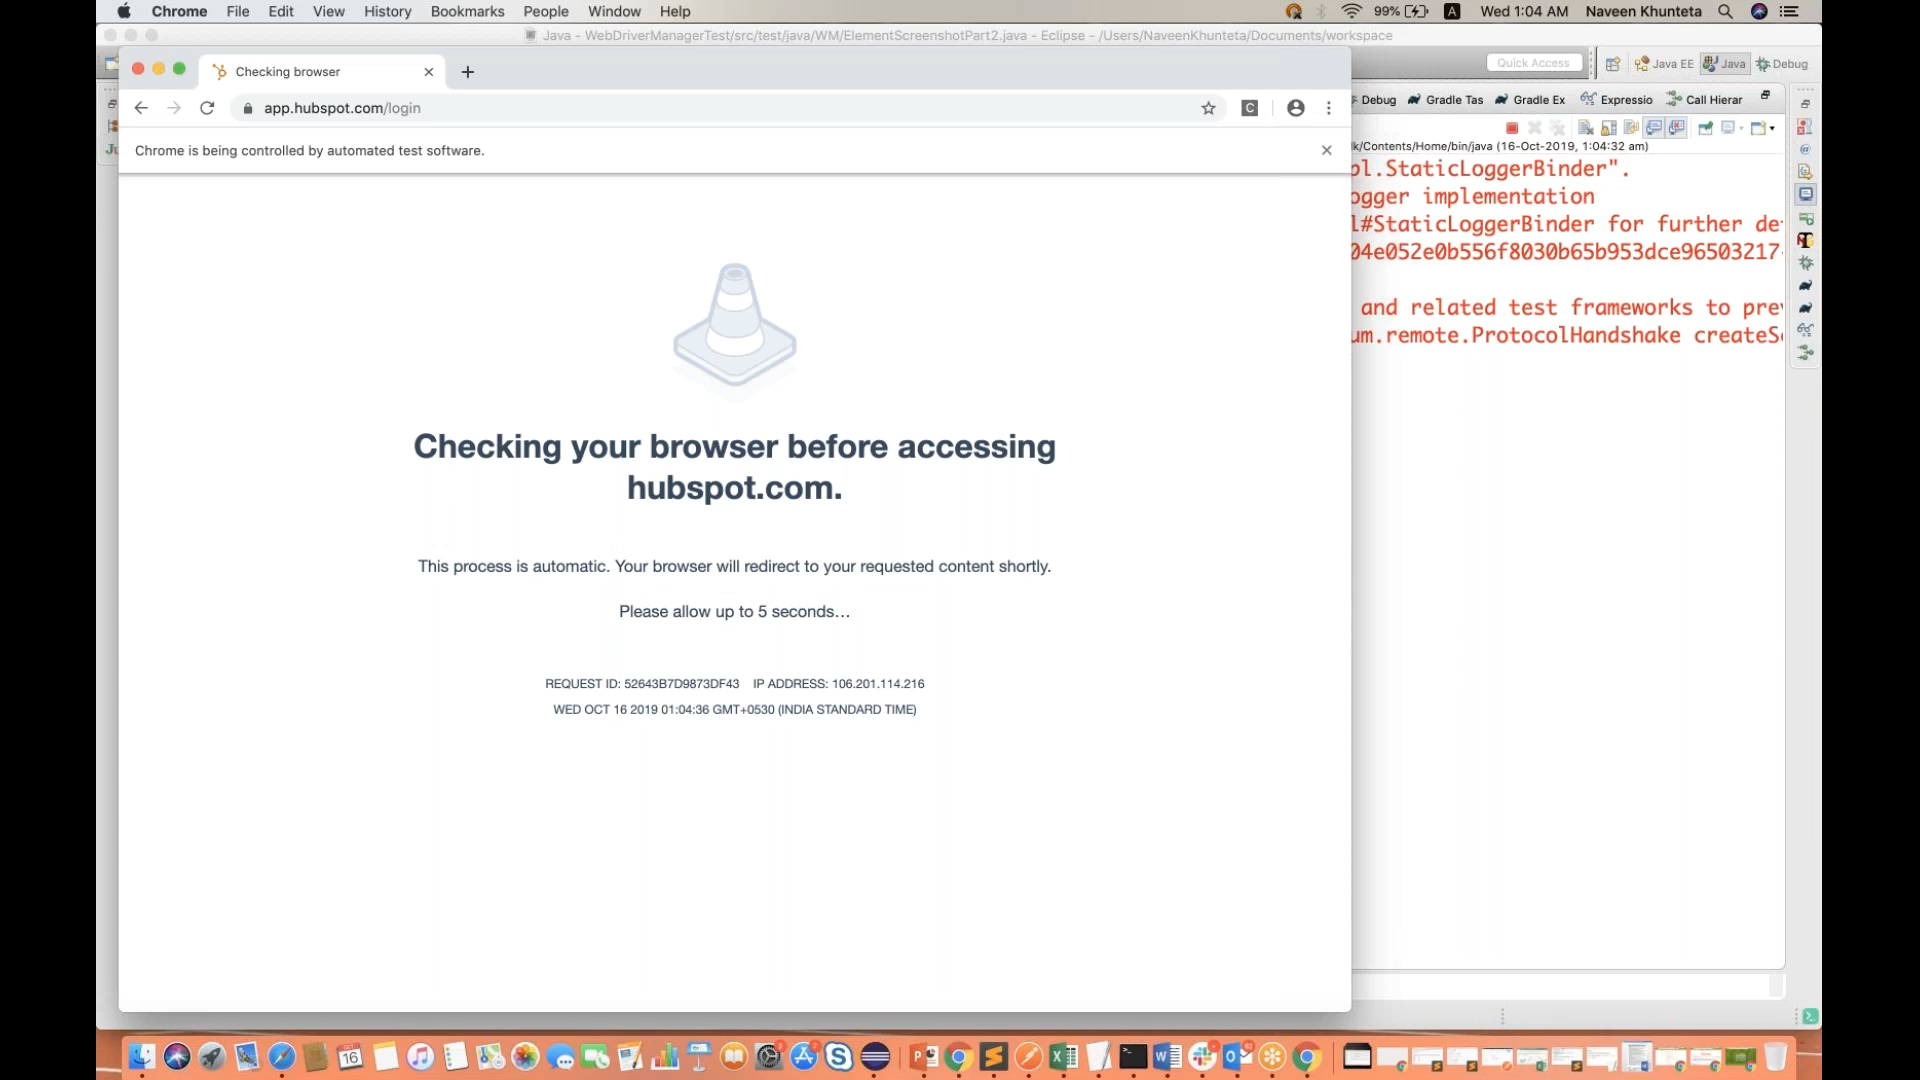 Chrome File Edit View History Bookmarks People Window Help 99% A Wed 1:04 AM Naveen Khunteta
Java - WebDriverManagerTest/src/test/java/WM/ElementScreenshotPart2.java - Eclipse - /Users/NaveenKhunteta/Documents/workspace
Quick Access Java EE Java Debug
Checking browser
app.hubspot.com/login
Debug Gradle Tas Gradle Ex Expressio Call Hierar
Chrome is being controlled by automated test software.
k/Contents/Home/bin/java (16-Oct-2019, 1:04:32 am)
pl.StaticLoggerBinder".
ogger implementation
l#StaticLoggerBinder for further de
04e052e0b556f8030b65b953dce96503217
and related test frameworks to pre
um.remote.ProtocolHandshake createS
Checking your browser before accessing
hubspot.com.
This process is automatic. Your browser will redirect to your requested content shortly.
Please allow up to 5 seconds…
REQUEST ID: 52643B7D9873DF43 IP ADDRESS: 106.201.114.216
WED OCT 16 2019 01:04:36 GMT+0530 (INDIA STANDARD TIME)